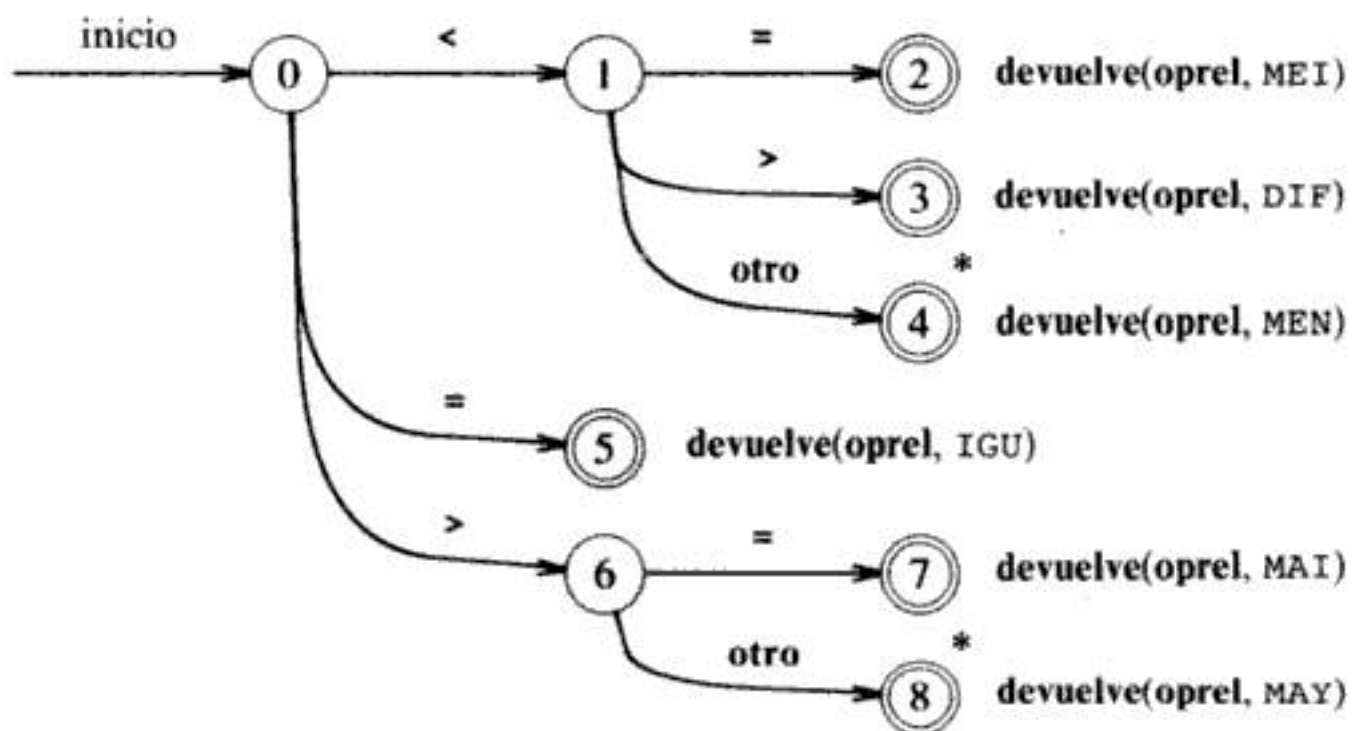 inicio 0 < 1 = 2 devuelve(oprel, MEI)
> 3 devuelve(oprel, DIF)
otro 4 * devuelve(oprel, MEN)
= 5 devuelve(oprel, IGU)
> 6 = 7 devuelve(oprel, MAI)
otro 8 * devuelve(oprel, MAY)